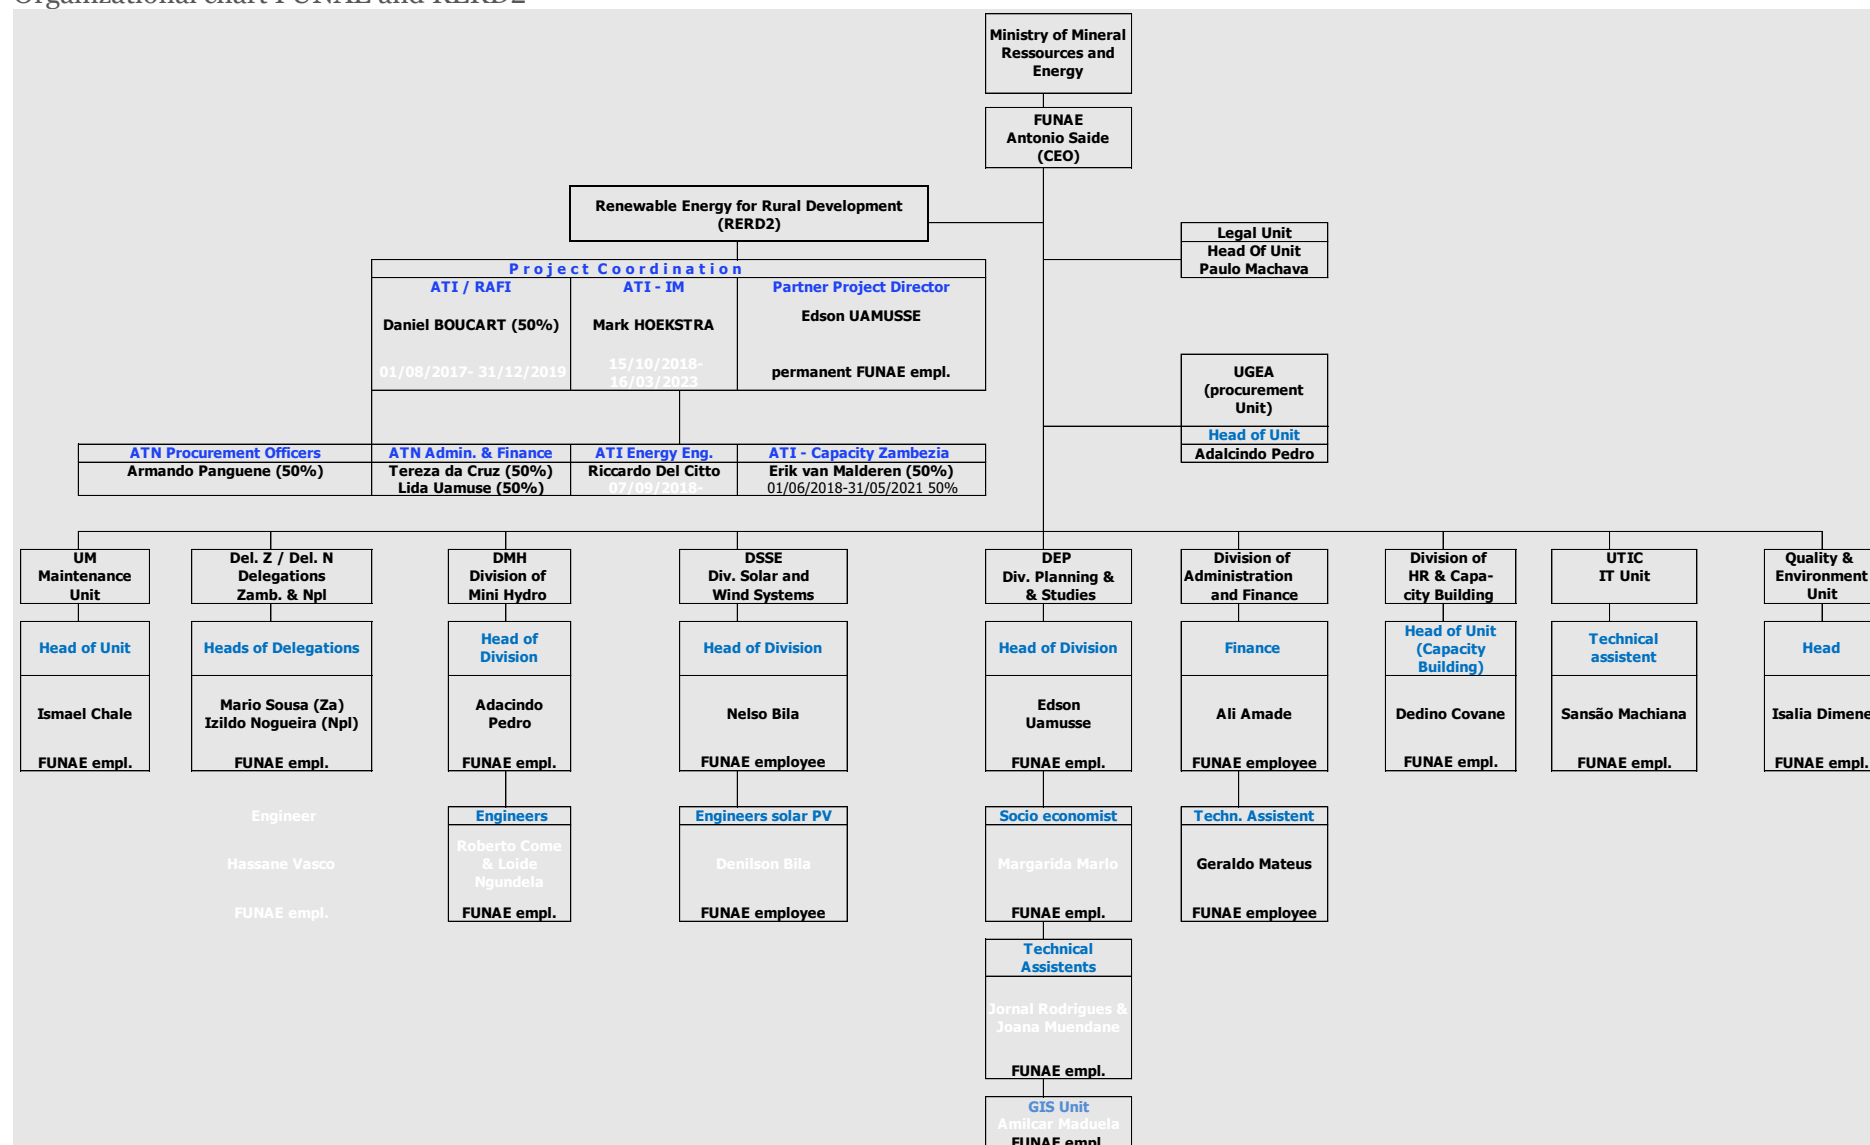 Organizational chart FUNAE and RERD2
Ministry of Mineral
Ressources and
Energy
FUNAE
Antonio Saide
(CEO)
Renewable Energy for Rural Development
(RERD2)
Legal Unit
Head Of Unit
Paulo Machava
Project Coordination
ATI / RAFI
Daniel BOUCART (50%)
01/08/2017- 31/12/2019
ATI - IM
Mark HOEKSTRA
15/10/2018-
16/03/2023
Partner Project Director
Edson UAMUSSE
permanent FUNAE empl.
UGEA
(procurement
Unit)
Head of Unit
Adalcindo Pedro
ATN Procurement Officers
Armando Panguene (50%)
ATN Admin. & Finance
Tereza da Cruz (50%)
Lida Uamuse (50%)
ATI Energy Eng.
Riccardo Del Citto
07/09/2018-
ATI - Capacity Zambezia
Erik van Malderen (50%)
01/06/2018-31/05/2021 50%
UM
Maintenance
Unit
Head of Unit
Ismael Chale
FUNAE empl.
Del. Z / Del. N
Delegations
Zamb. & Npl
Heads of Delegations
Mario Sousa (Za)
Izildo Nogueira (Npl)
FUNAE empl.
Engineer
Hassane Vasco
FUNAE empl.
DMH
Division of
Mini Hydro
Head of
Division
Adacindo
Pedro
FUNAE empl.
Engineers
Roberto Come
& Loide
Ngundela
FUNAE empl.
DSSE
Div. Solar and
Wind Systems
Head of Division
Nelso Bila
FUNAE employee
Engineers solar PV
Denilson Bila
FUNAE employee
DEP
Div. Planning &
& Studies
Head of Division
Edson
Uamusse
FUNAE empl.
Socio economist
Margarida Marlo
FUNAE empl.
Technical
Assistents
Jornal Rodrigues &
Joana Muendane
FUNAE empl.
GIS Unit
Amilcar Maduela
FUNAE empl.
Division of
Administration
and Finance
Finance
Ali Amade
FUNAE employee
Techn. Assistent
Geraldo Mateus
FUNAE employee
Division of
HR & Capa-
city Building
Head of Unit
(Capacity
Building)
Dedino Covane
FUNAE empl.
UTIC
IT Unit
Technical
assistent
Sansão Machiana
FUNAE empl.
Quality &
Environment
Unit
Head
Isalia Dimene
FUNAE empl.